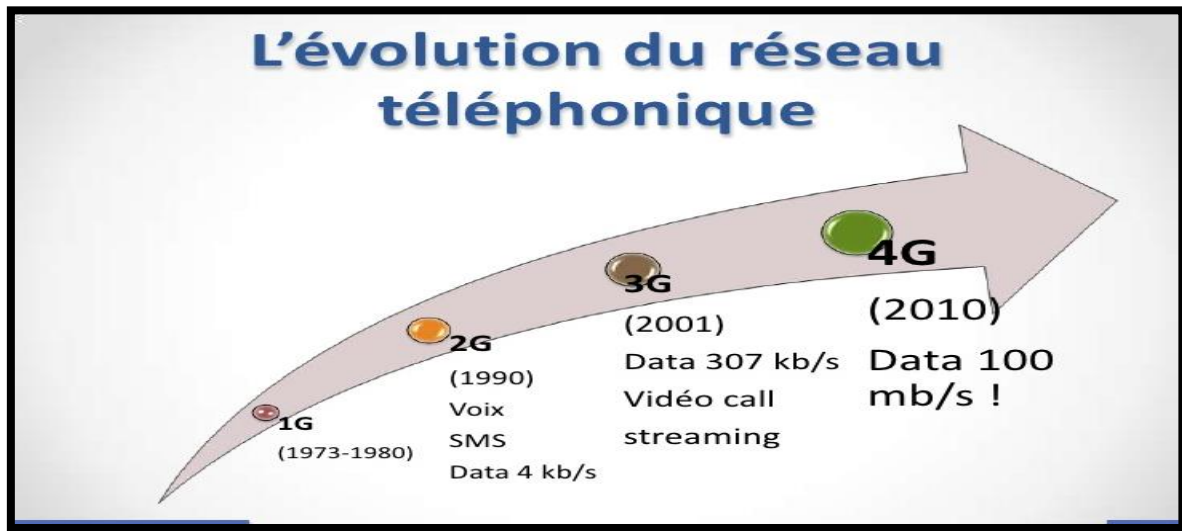 L'évolution du réseau
téléphonique
1G
(1973-1980)
2G
(1990)
Voix
SMS
Data 4 kb/s
3G
(2001)
Data 307 kb/s
Vidéo call
streaming
4G
(2010)
Data 100
mb/s !